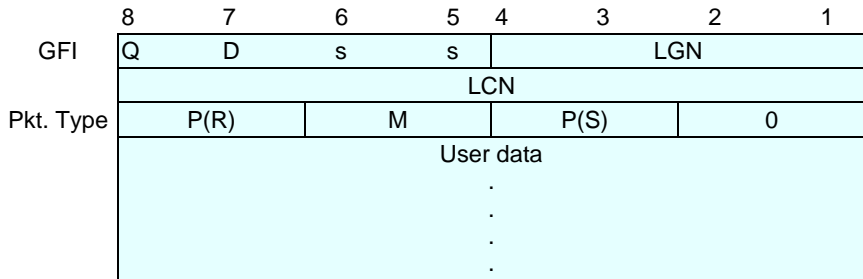 8 7 6 5 4 3 2 1
GFI Q D s s LGN
LCN
Pkt. Type P(R) M P(S) 0
User data
.
.
.
.